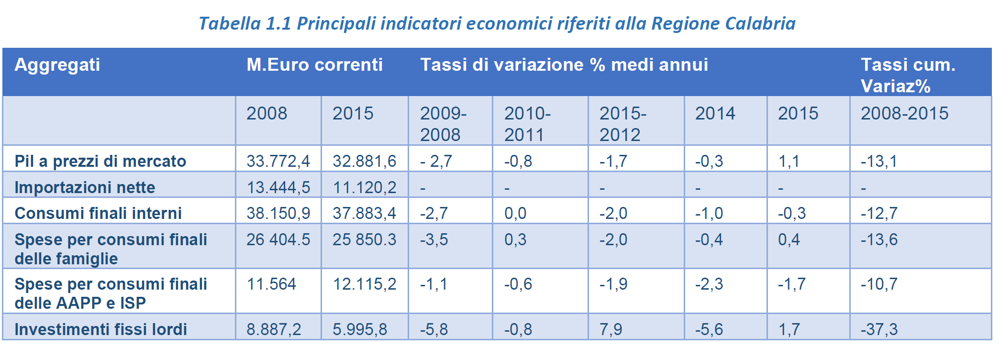 Tabella 1.1 Principali indicatori economici riferiti alla Regione Calabria
Aggregati M.Euro correnti Tassi di variazione % medi annui Tassi cum. Variaz%
2008 2015 2009-2008 2010-2011 2015-2012 2014 2015 2008-2015
Pil a prezzi di mercato 33.772,4 32.881,6 - 2,7 -0,8 -1,7 -0,3 1,1 -13,1
Importazioni nette 13.444,5 11.120,2 - - - - - -
Consumi finali interni 38.150,9 37.883,4 -2,7 0,0 -2,0 -1,0 -0,3 -12,7
Spese per consumi finali delle famiglie 26 404.5 25 850.3 -3,5 0,3 -2,0 -0,4 0,4 -13,6
Spese per consumi finali delle AAPP e ISP 11.564 12.115,2 -1,1 -0,6 -1,9 -2,3 -1,7 -10,7
Investimenti fissi lordi 8.887,2 5.995,8 -5,8 -0,8 7,9 -5,6 1,7 -37,3